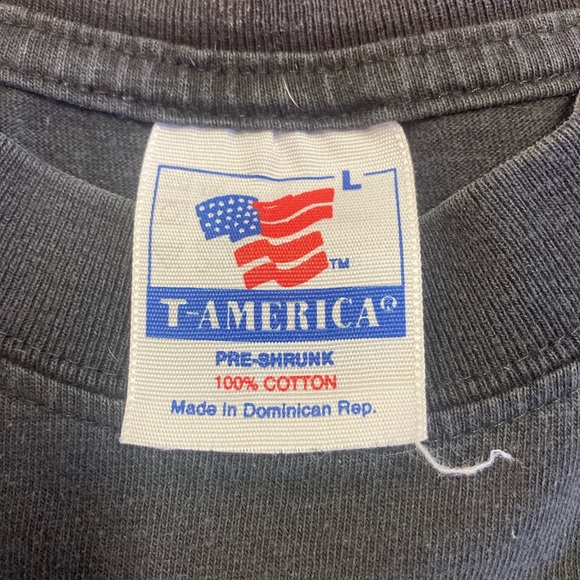 L
TM
T-AMERICA®
PRE-SHRUNK
100% COTTON
Made in Dominican Rep.